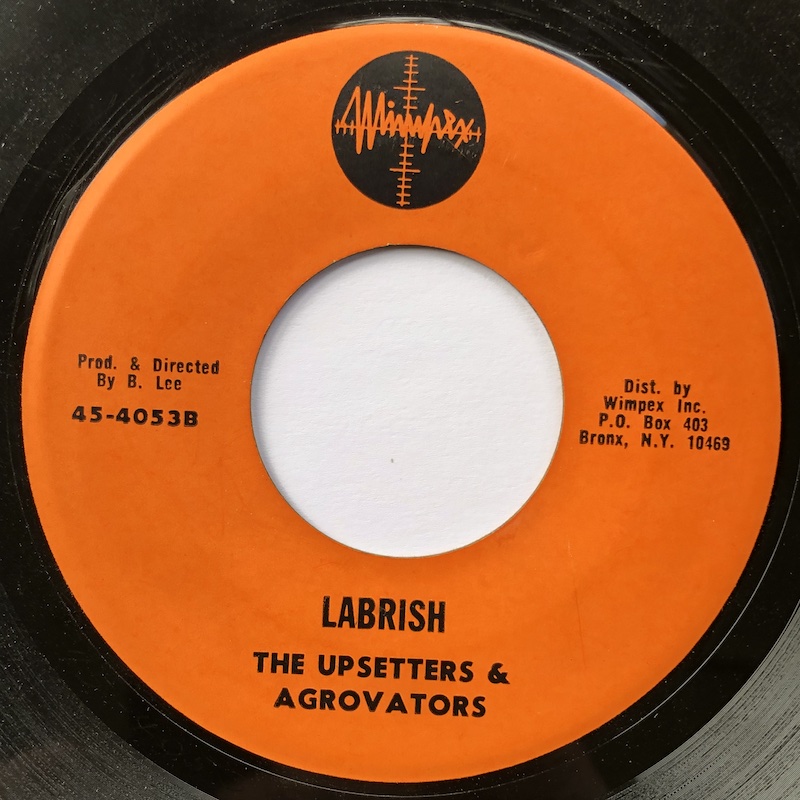 Wimpex
Prod. & Directed
By B. Lee
45-4053B
Dist. by
Wimpex Inc.
P.O. Box 403
Bronx, N.Y. 10469
LABRISH
THE UPSETTERS &
AGROVATORS